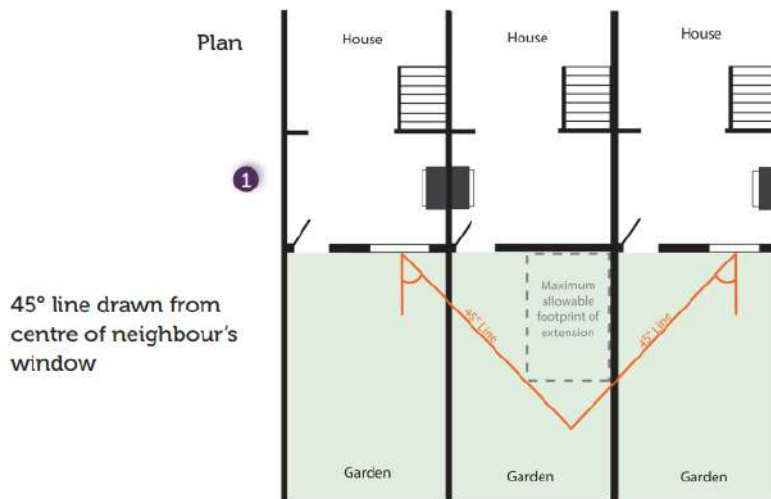 Plan
House
House
House
1
45° line drawn from
centre of neighbour's
window
Maximum
allowable
footprint of
extension
45° Line
45° Line
Garden
Garden
Garden